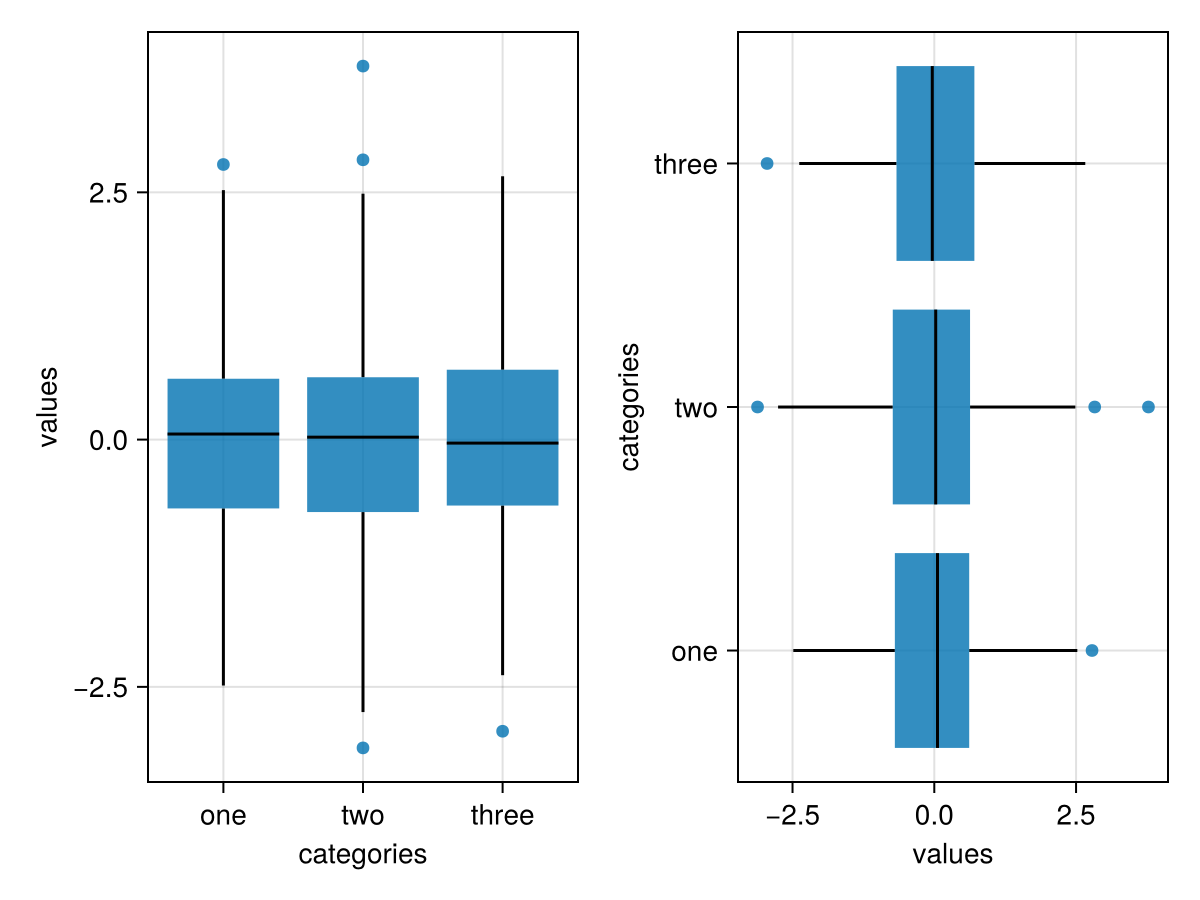 values
2.5
0.0
−2.5
one two three
categories
categories
three
two
one
−2.5 0.0 2.5
values